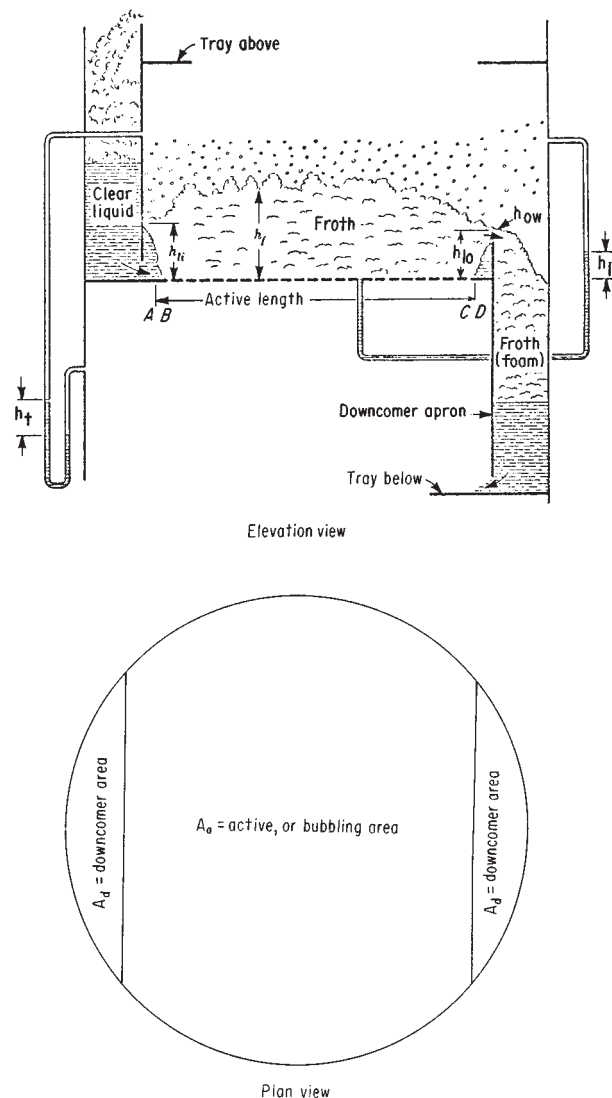 Tray above
Clear
liquid
Froth
h_ow
h_li
h_f
h_lo
h_l
Active length
A B
C D
Froth
(foam)
h_t
Downcomer apron
Tray below
Elevation view
A_d = downcomer area
A_a = active, or bubbling area
A_d = downcomer area
Plan view